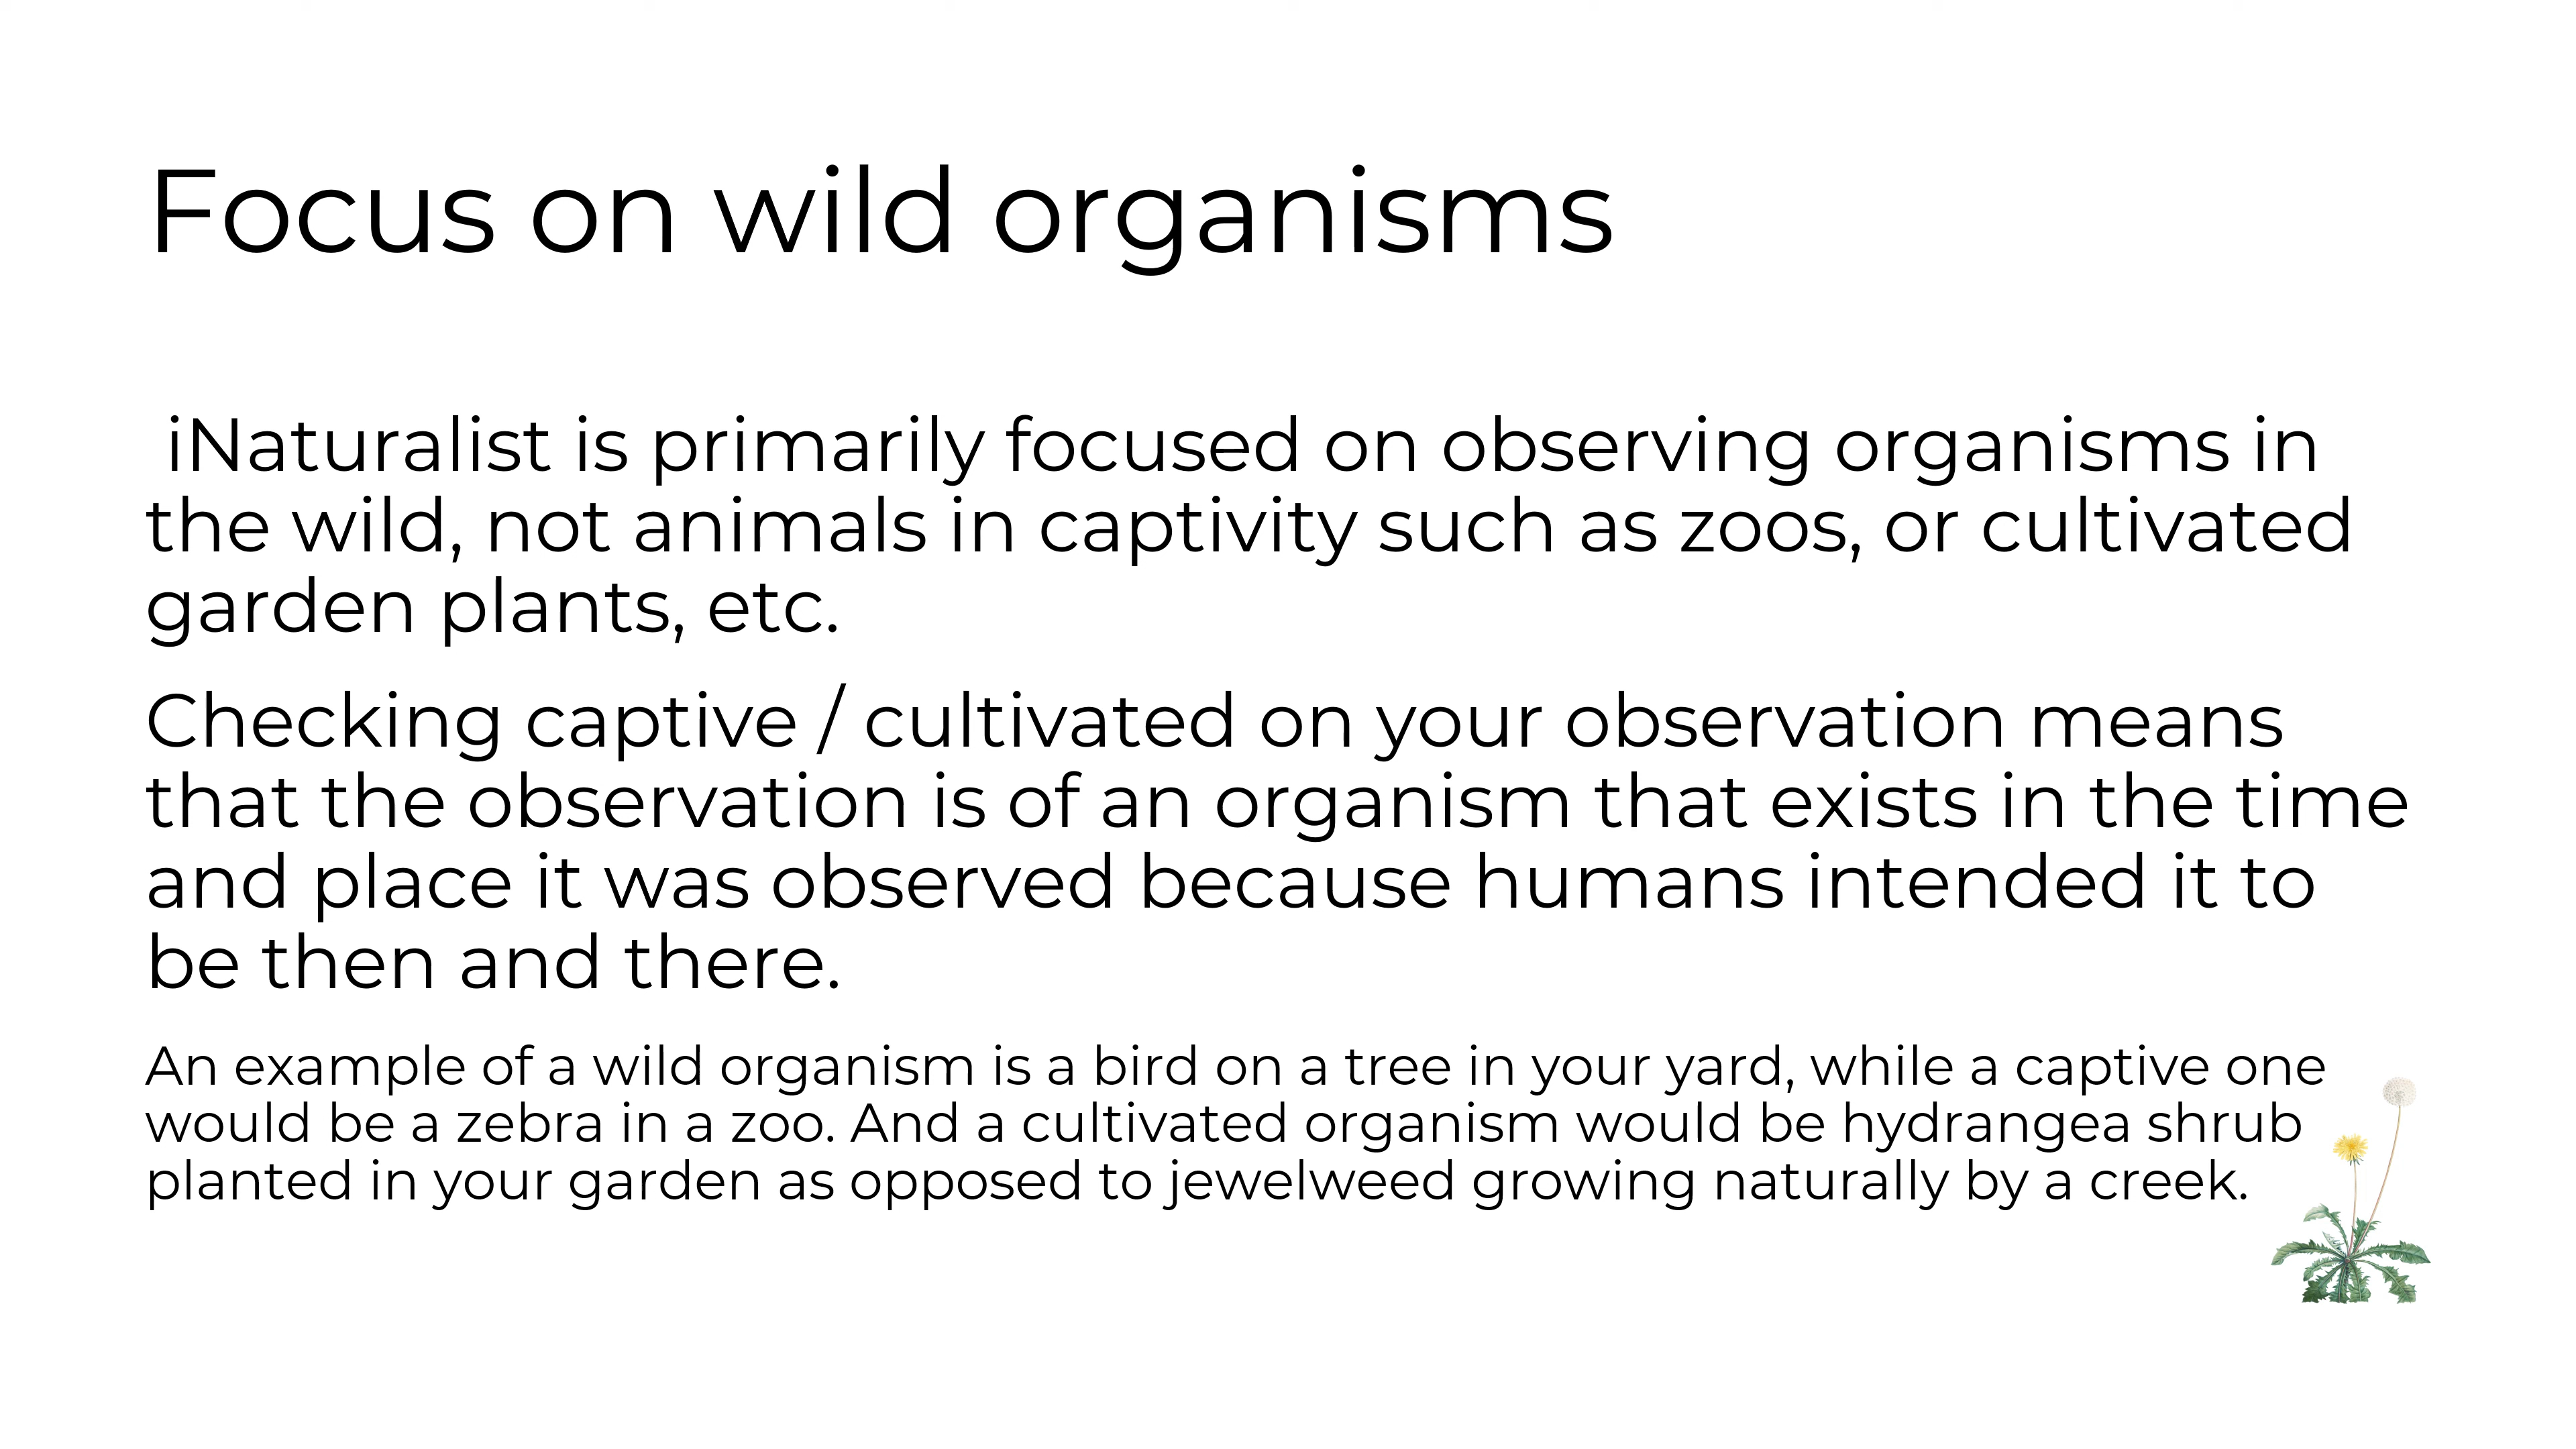 Focus on wild organisms
iNaturalist is primarily focused on observing organisms in
the wild, not animals in captivity such as zoos, or cultivated
garden plants, etc.
Checking captive / cultivated on your observation means
that the observation is of an organism that exists in the time
and place it was observed because humans intended it to
be then and there.
An example of a wild organism is a bird on a tree in your yard, while a captive one
would be a zebra in a zoo. And a cultivated organism would be hydrangea shrub
planted in your garden as opposed to jewelweed growing naturally by a creek.